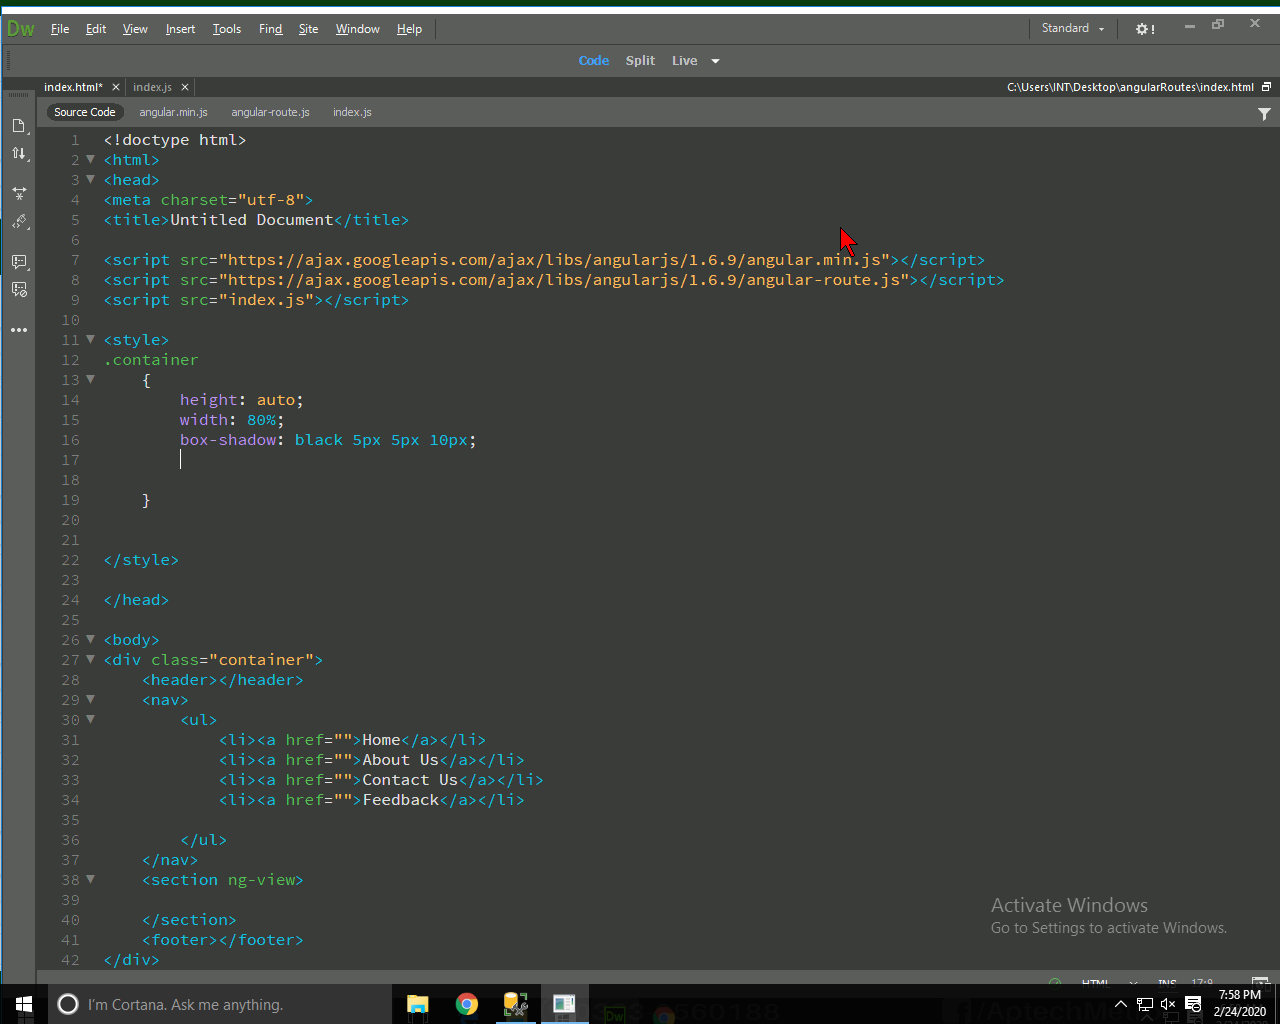 Dw File Edit View Insert Tools Find Site Window Help Standard
Code Split Live
index.html* index.js C:\Users\INT\Desktop\angularRoutes\index.html
Source Code angular.min.js angular-route.js index.js
1 <!doctype html>
2 <html>
3 <head>
4 <meta charset="utf-8">
5 <title>Untitled Document</title>
6
7 <script src="https://ajax.googleapis.com/ajax/libs/angularjs/1.6.9/angular.min.js"></script>
8 <script src="https://ajax.googleapis.com/ajax/libs/angularjs/1.6.9/angular-route.js"></script>
9 <script src="index.js"></script>
10
11 <style>
12 .container
13 {
14 height: auto;
15 width: 80%;
16 box-shadow: black 5px 5px 10px;
17
18
19 }
20
21
22 </style>
23
24 </head>
25
26 <body>
27 <div class="container">
28 <header></header>
29 <nav>
30 <ul>
31 <li><a href="">Home</a></li>
32 <li><a href="">About Us</a></li>
33 <li><a href="">Contact Us</a></li>
34 <li><a href="">Feedback</a></li>
35
36 </ul>
37 </nav>
38 <section ng-view>
39
40 </section>
41 <footer></footer>
42 </div>
Activate Windows
Go to Settings to activate Windows.
HTML INS 17:9
I'm Cortana. Ask me anything.
7:58 PM
2/24/2020